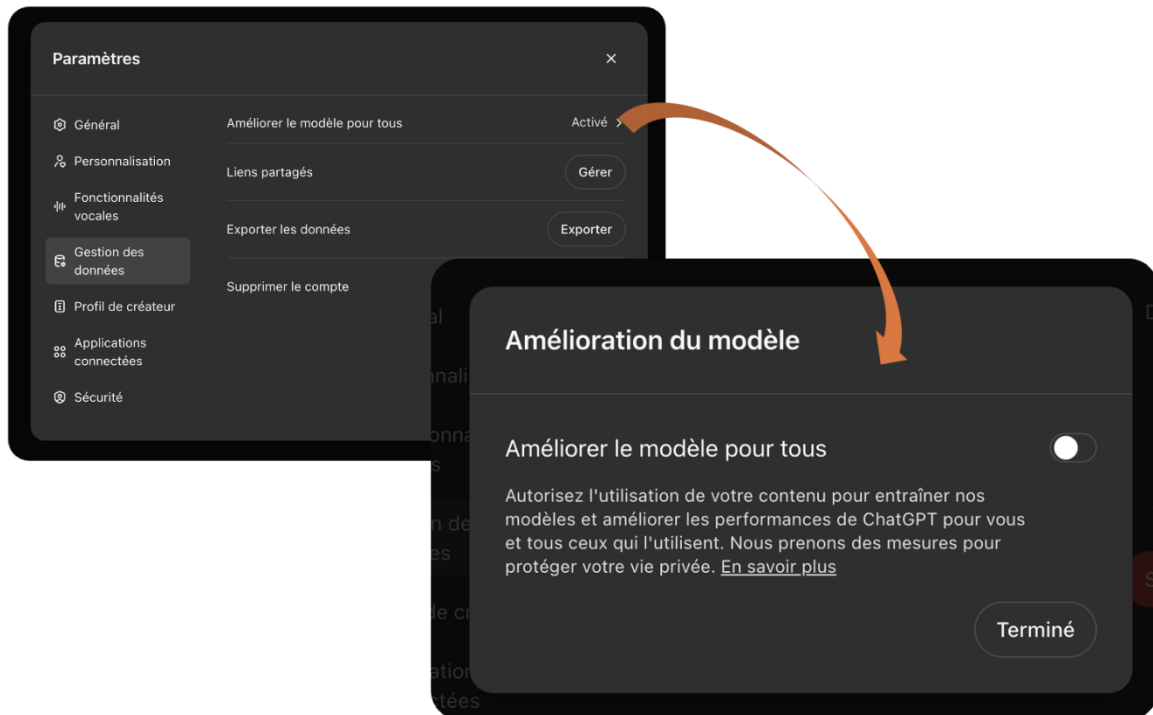 Paramètres
Général
Personnalisation
Fonctionnalités
vocales
Gestion des
données
Profil de créateur
Applications
connectées
Sécurité
Améliorer le modèle pour tous
Activé
Liens partagés
Gérer
Exporter les données
Exporter
Supprimer le compte
Amélioration du modèle
Améliorer le modèle pour tous
Autorisez l'utilisation de votre contenu pour entraîner nos
modèles et améliorer les performances de ChatGPT pour vous
et tous ceux qui l'utilisent. Nous prenons des mesures pour
protéger votre vie privée. En savoir plus
Terminé